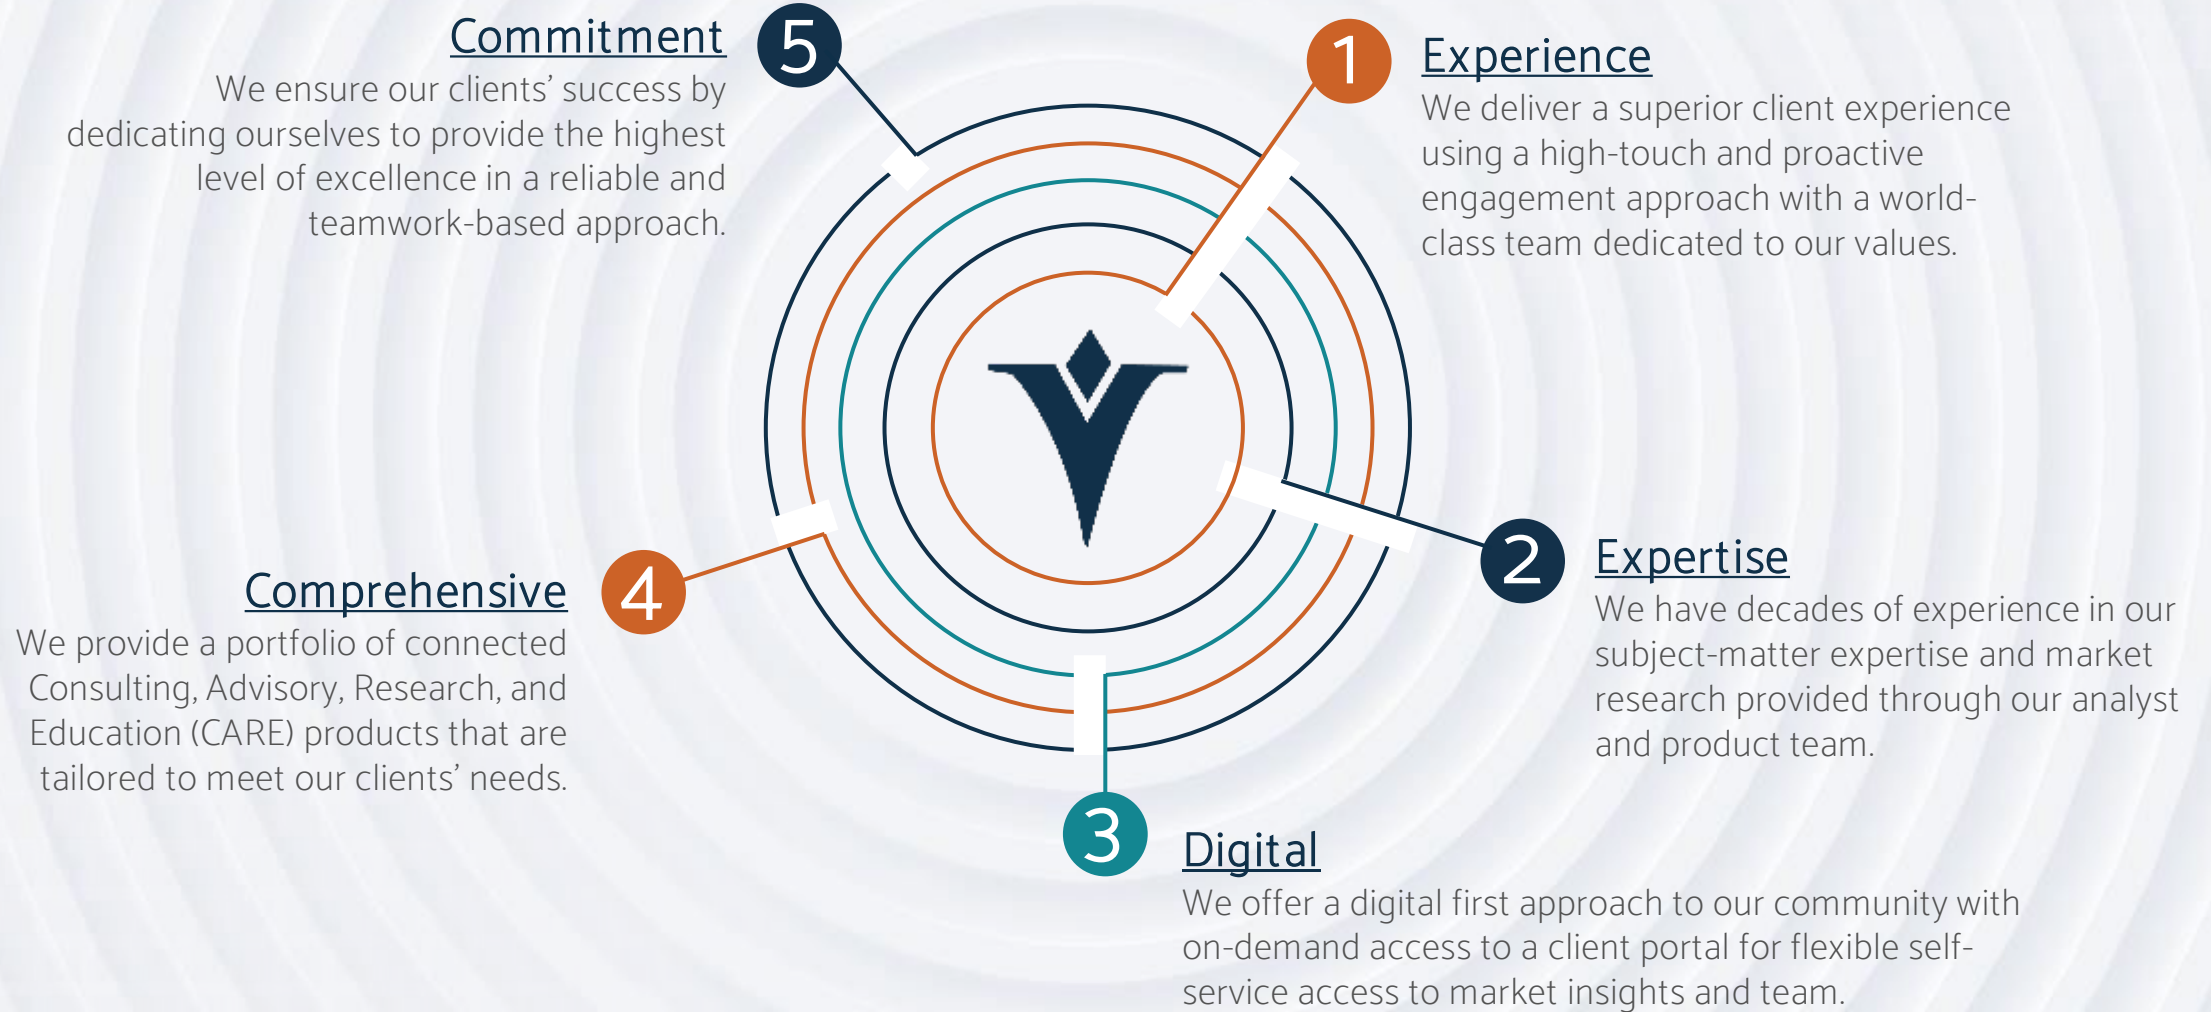 1
Experience
We deliver a superior client experience
using a high-touch and proactive
engagement approach with a world-
class team dedicated to our values.
2
Expertise
We have decades of experience in our
subject-matter expertise and market
research provided through our analyst
and product team.
3
Digital
We offer a digital first approach to our community with
on-demand access to a client portal for flexible self-
service access to market insights and team.
4
Comprehensive
We provide a portfolio of connected
Consulting, Advisory, Research, and
Education (CARE) products that are
tailored to meet our clients’ needs.
5
Commitment
We ensure our clients’ success by
dedicating ourselves to provide the highest
level of excellence in a reliable and
teamwork-based approach.